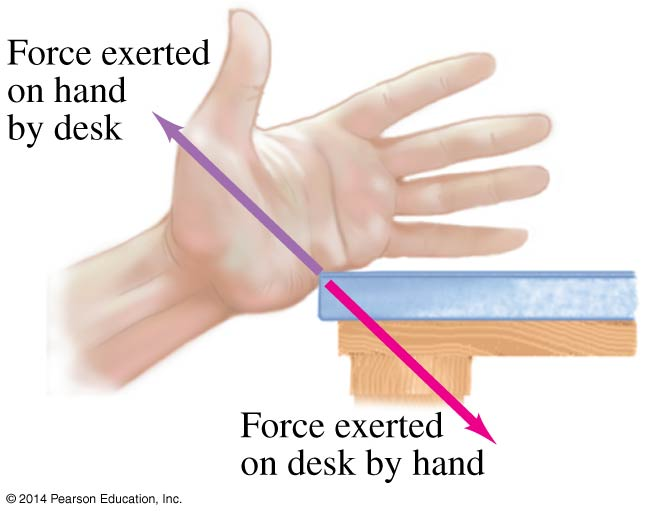 Force exerted
on hand
by desk
Force exerted
on desk by hand
© 2014 Pearson Education, Inc.